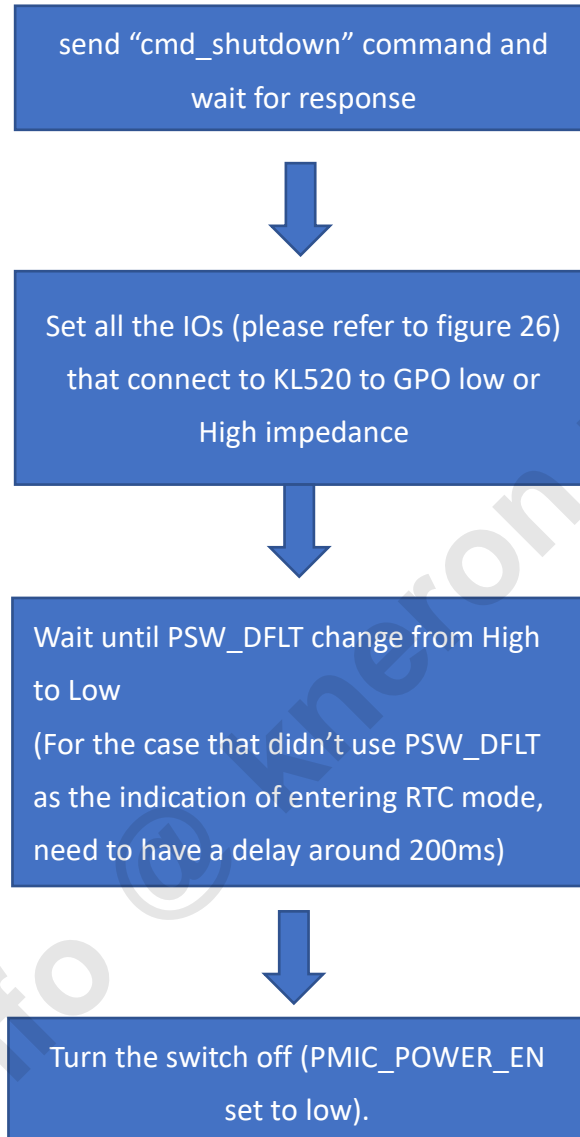 send “cmd_shutdown” command and
wait for response
Set all the IOs (please refer to figure 26)
that connect to KL520 to GPO low or
High impedance
Wait until PSW_DFLT change from High
to Low
(For the case that didn’t use PSW_DFLT
as the indication of entering RTC mode,
need to have a delay around 200ms)
Turn the switch off (PMIC_POWER_EN
set to low).
@ kneron